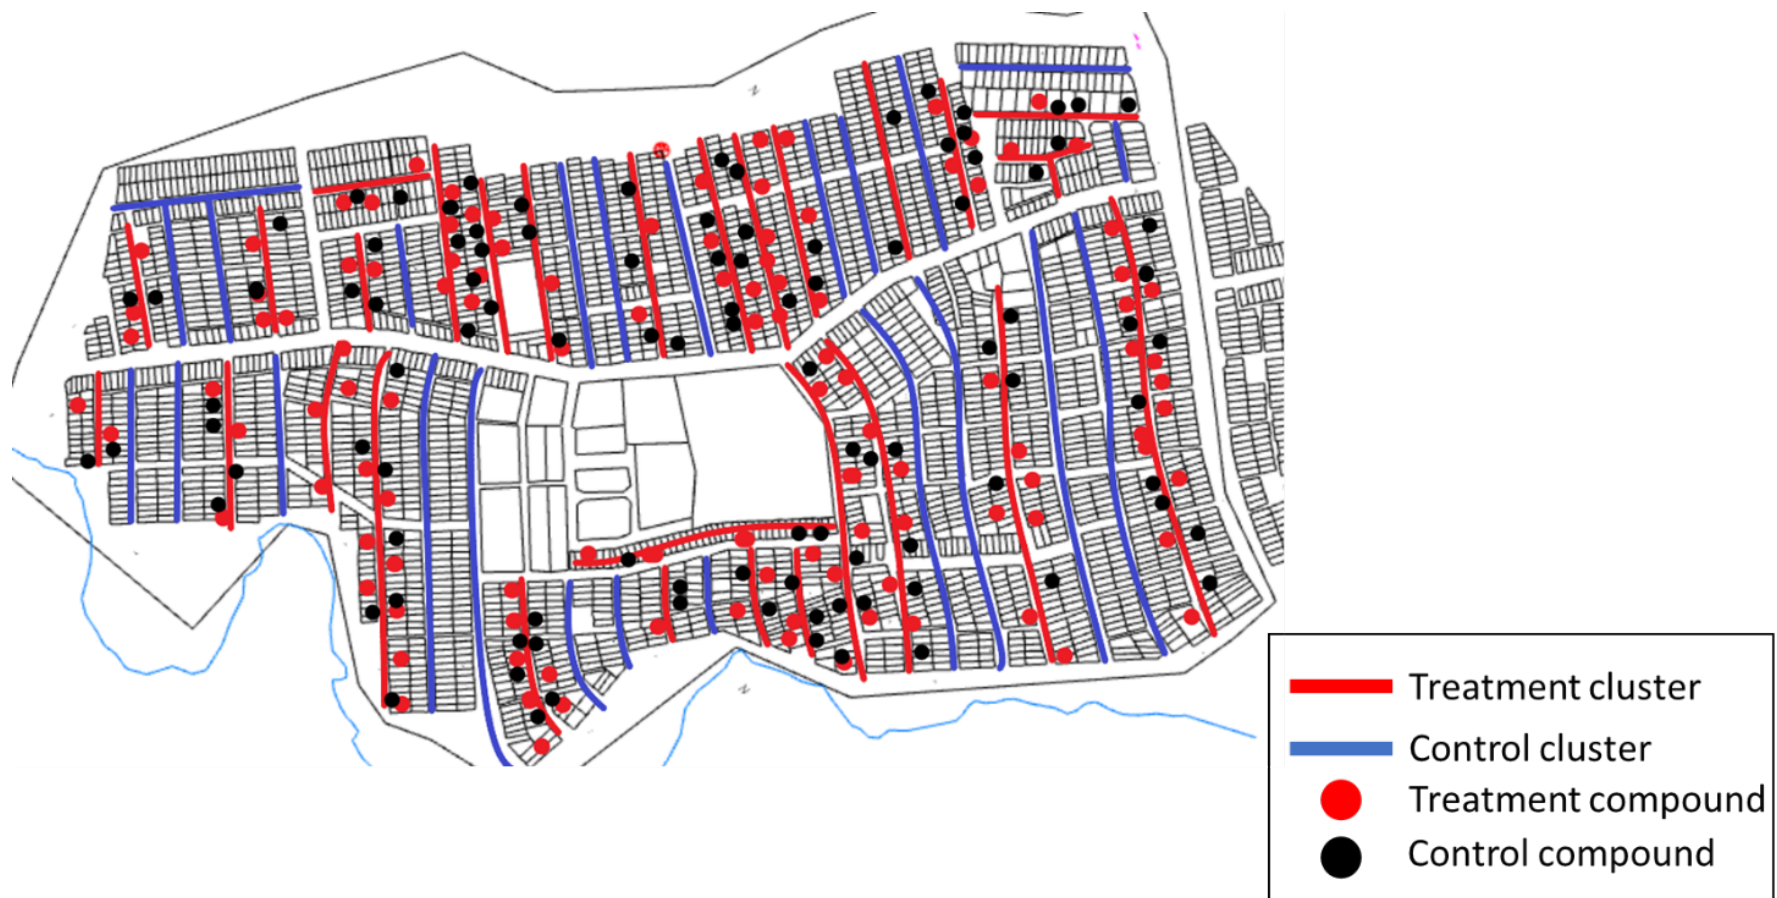 Treatment cluster
Control cluster
Treatment compound
Control compound